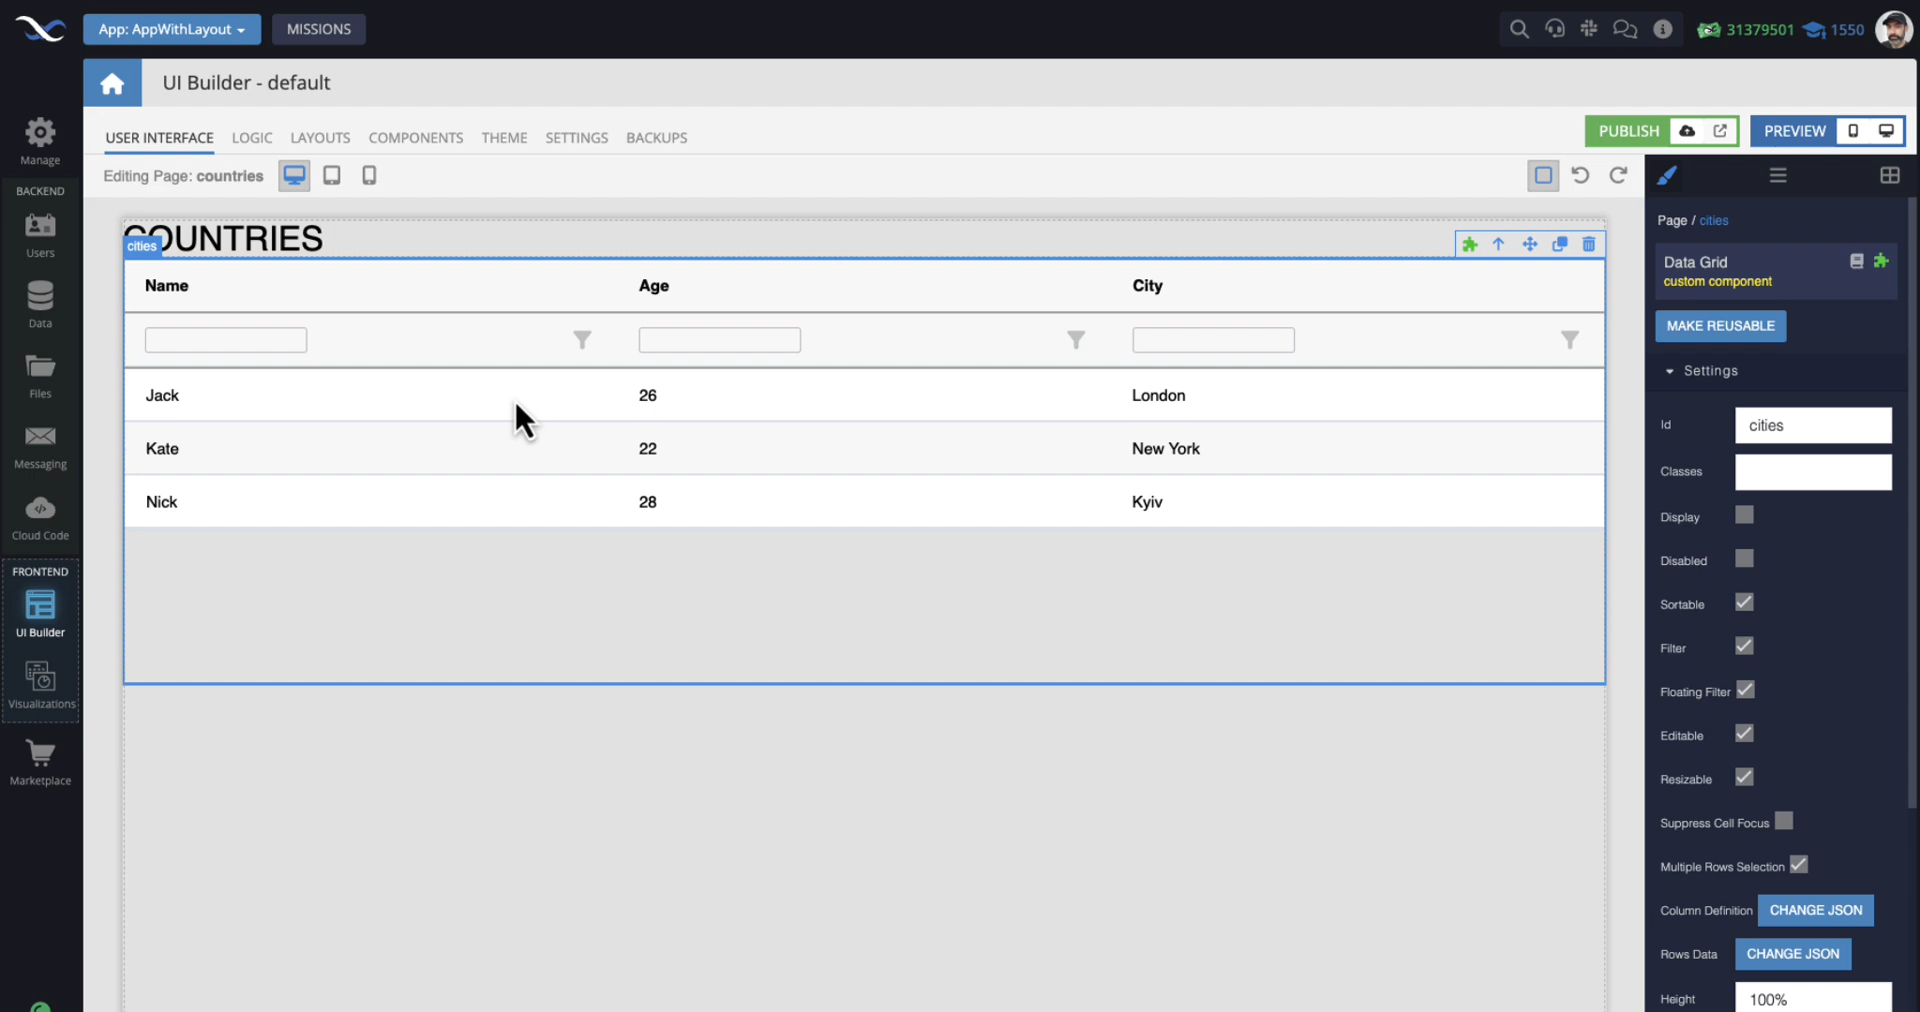 App: AppWithLayout
MISSIONS
31379501
1550
UI Builder - default
USER INTERFACE
LOGIC
LAYOUTS
COMPONENTS
THEME
SETTINGS
BACKUPS
PUBLISH
PREVIEW
Editing Page: countries
Manage
BACKEND
Users
Data
Files
Messaging
Cloud Code
FRONTEND
UI Builder
Visualizations
Marketplace
COUNTRIES
cities
Name Age City
Jack 26 London
Kate 22 New York
Nick 28 Kyiv
Page / cities
Data Grid
custom component
MAKE REUSABLE
Settings
Id cities
Classes
Display
Disabled
Sortable
Filter
Floating Filter
Editable
Resizable
Suppress Cell Focus
Multiple Rows Selection
Column Definition CHANGE JSON
Rows Data CHANGE JSON
Height 100%